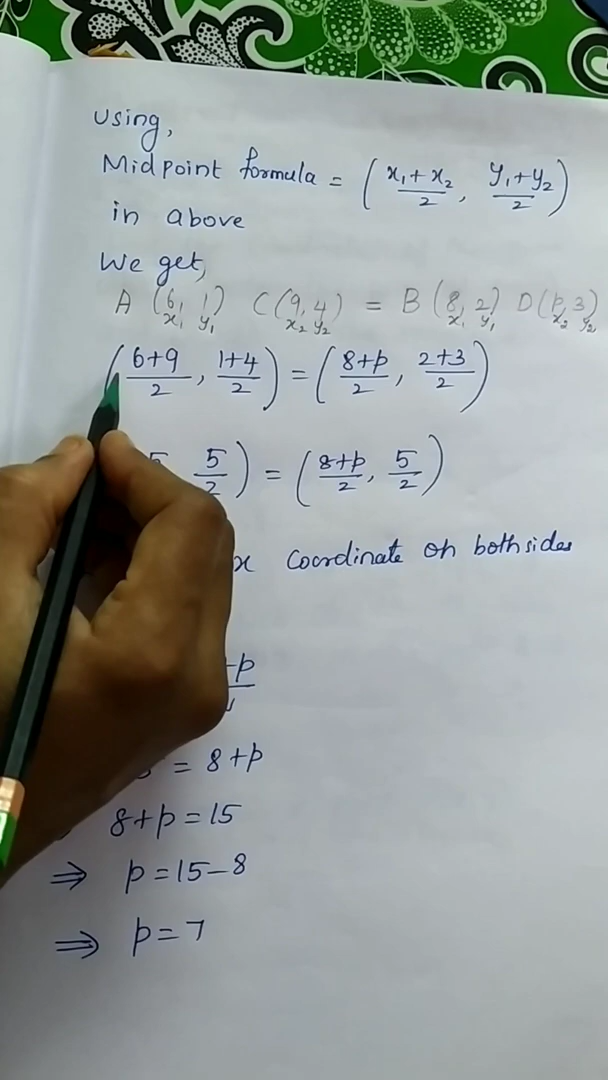 Using,
Midpoint formula = ( x₁+x₂/2, y₁+y₂/2 )
in above
We get,
A (6, 1) C (9, 4) = B (8, 2) D (p, 3)
x₁ y₁ x₂ y₂ x₁ y₁ x₂ y₂
( 6+9/2, 1+4/2 ) = ( 8+p/2, 2+3/2 )
5/2 ) = ( 8+p/2, 5/2 )
x coordinate on both sides
p
= 8+p
8+p=15
⇒ p=15-8
⇒ p=7